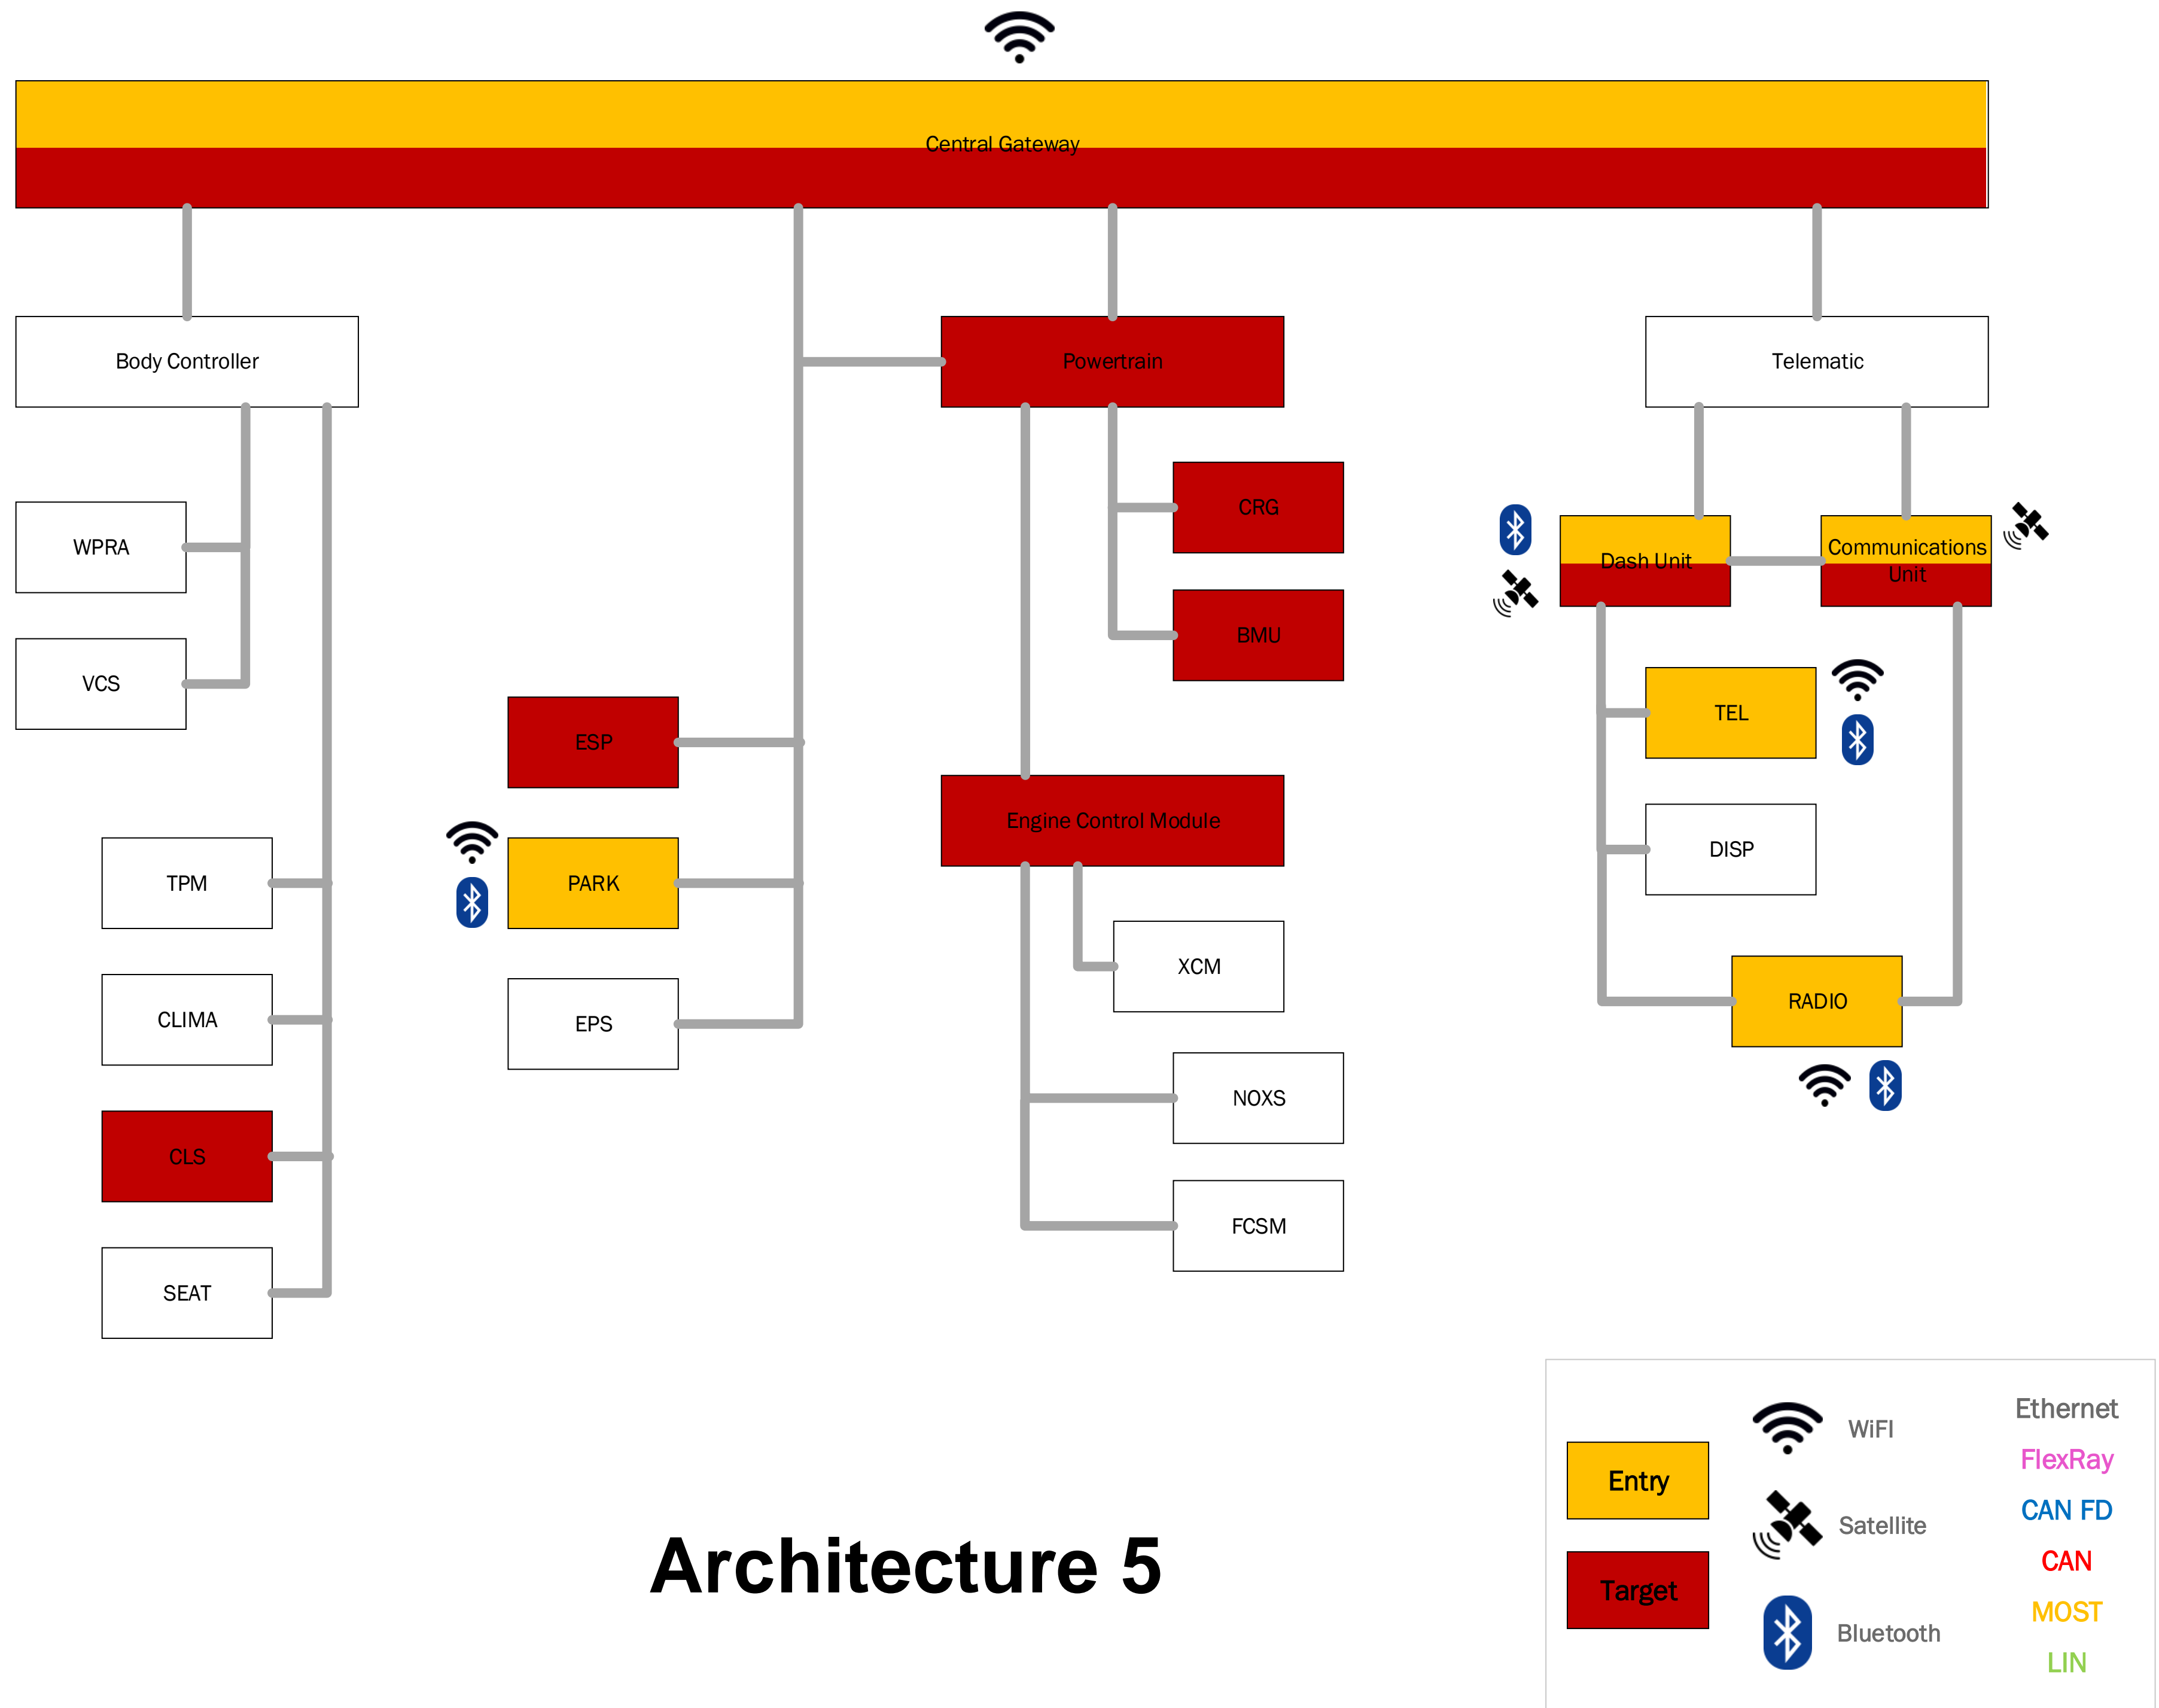 Central Gateway
Body Controller
Powertrain
Telematic
CRG
WPRA
Dash Unit
Communications
Unit
BMU
VCS
TEL
ESP
Engine Control Module
DISP
TPM
PARK
XCM
RADIO
CLIMA
EPS
NOXS
CLS
FCSM
SEAT
Entry
Target
WiFI
Satellite
Bluetooth
Ethernet
FlexRay
CAN FD
CAN
MOST
LIN
Architecture 5